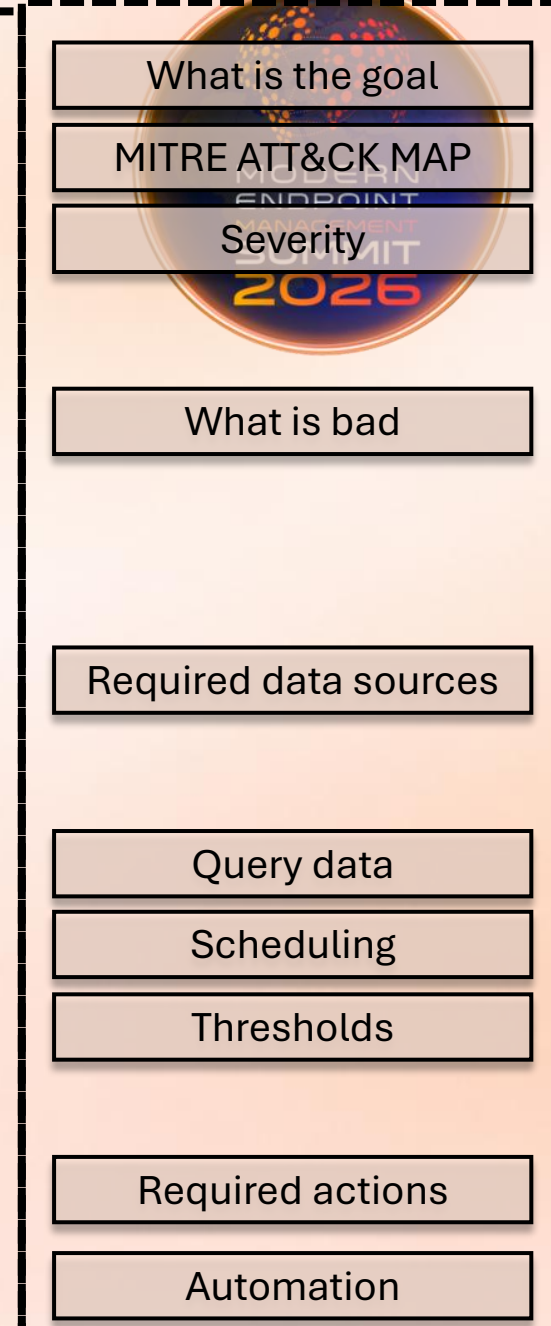 What is the goal
MITRE ATT&CK MAP
MODERN
ENDPOINT
MANAGEMENT
Severity
SUMMIT
2026
What is bad
Required data sources
Query data
Scheduling
Thresholds
Required actions
Automation